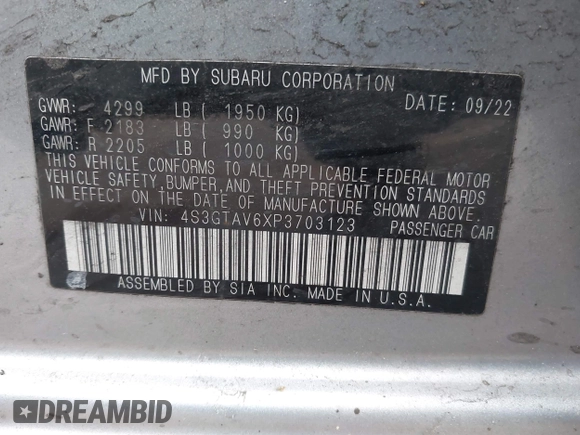 MFD BY SUBARU CORPORATION
GVWR: 4299 LB ( 1950 KG) DATE: 09/22
GAWR: F 2183 LB ( 990 KG)
GAWR: R 2205 LB ( 1000 KG)
THIS VEHICLE CONFORMS TO ALL APPLICABLE FEDERAL MOTOR
VEHICLE SAFETY,BUMPER,AND THEFT PREVENTION STANDARDS
IN EFFECT ON THE DATE OF MANUFACTURE SHOWN ABOVE.
VIN: 4S3GTAV6XP3703123 PASSENGER CAR
ASSEMBLED BY SIA INC. MADE IN U.S.A.
DREAMBID